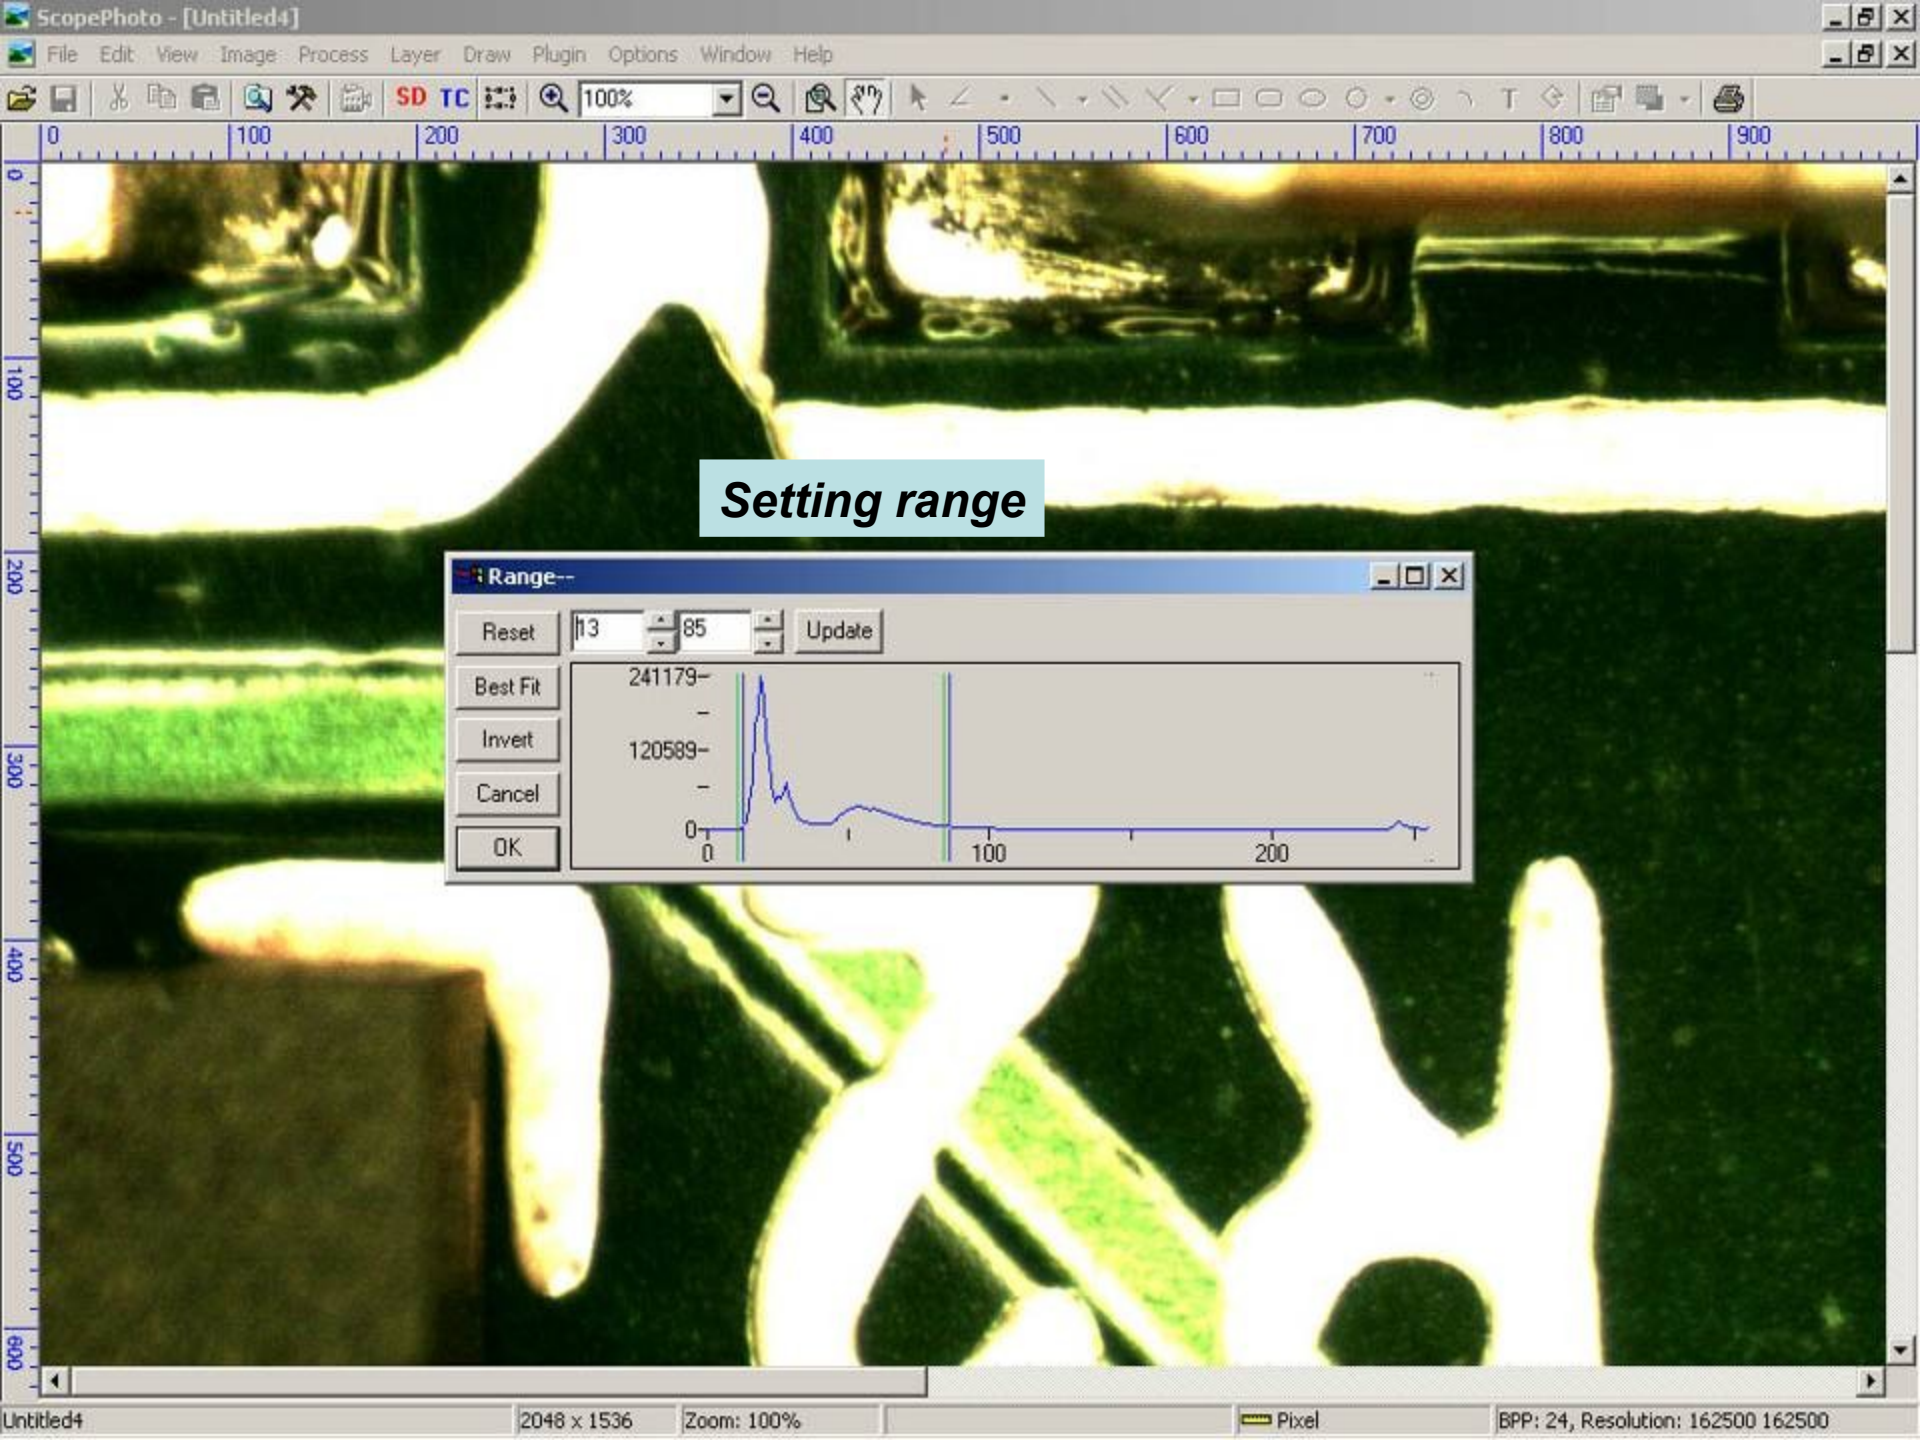 ScopePhoto - [Untitled4]
File Edit View Image Process Layer Draw Plugin Options Window Help
SD TC 100% T
0 100 200 300 400 500 600 700 800 900
0
100
200
300
400
500
600
Setting range
Range--
Reset 13 85 Update
Best Fit
Invert
Cancel
OK
241179
120589
0
0 100 200
Untitled4 2048 x 1536 Zoom: 100% Pixel BPP: 24, Resolution: 162500 162500